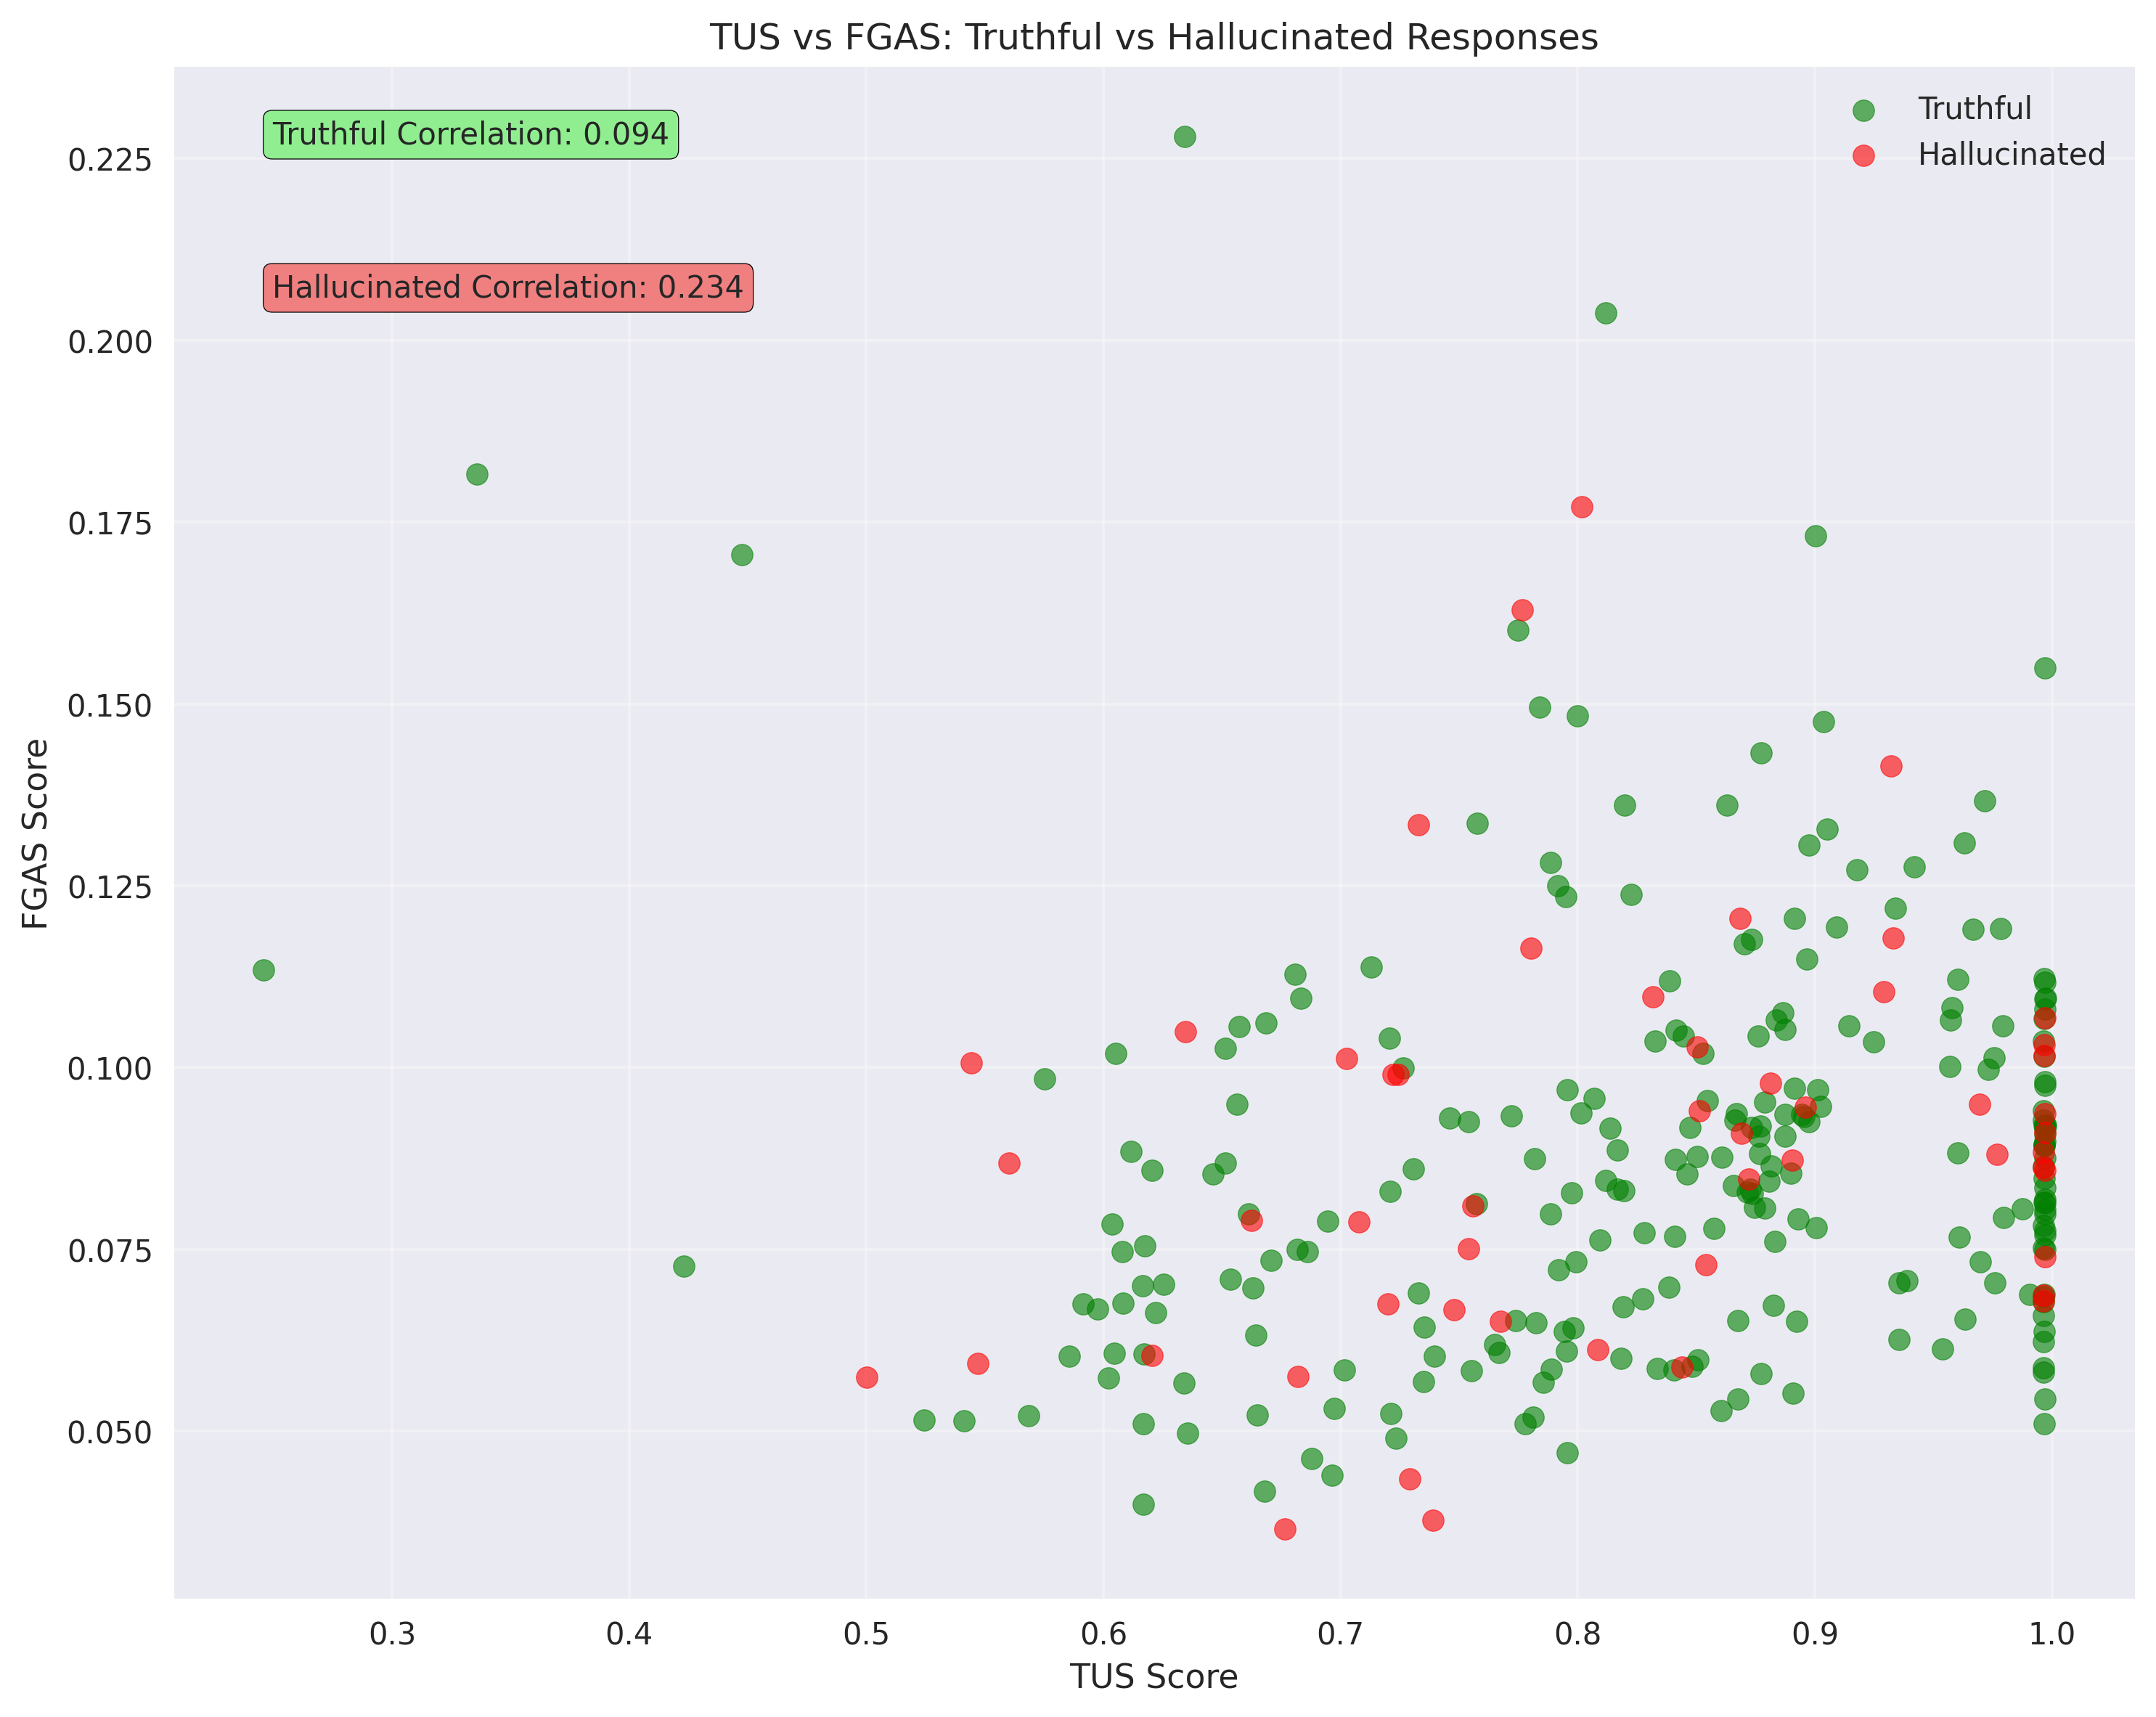 TUS vs FGAS: Truthful vs Hallucinated Responses
Truthful Correlation: 0.094
Hallucinated Correlation: 0.234
Truthful
Hallucinated
FGAS Score
0.225
0.200
0.175
0.150
0.125
0.100
0.075
0.050
0.3 0.4 0.5 0.6 0.7 0.8 0.9 1.0
TUS Score